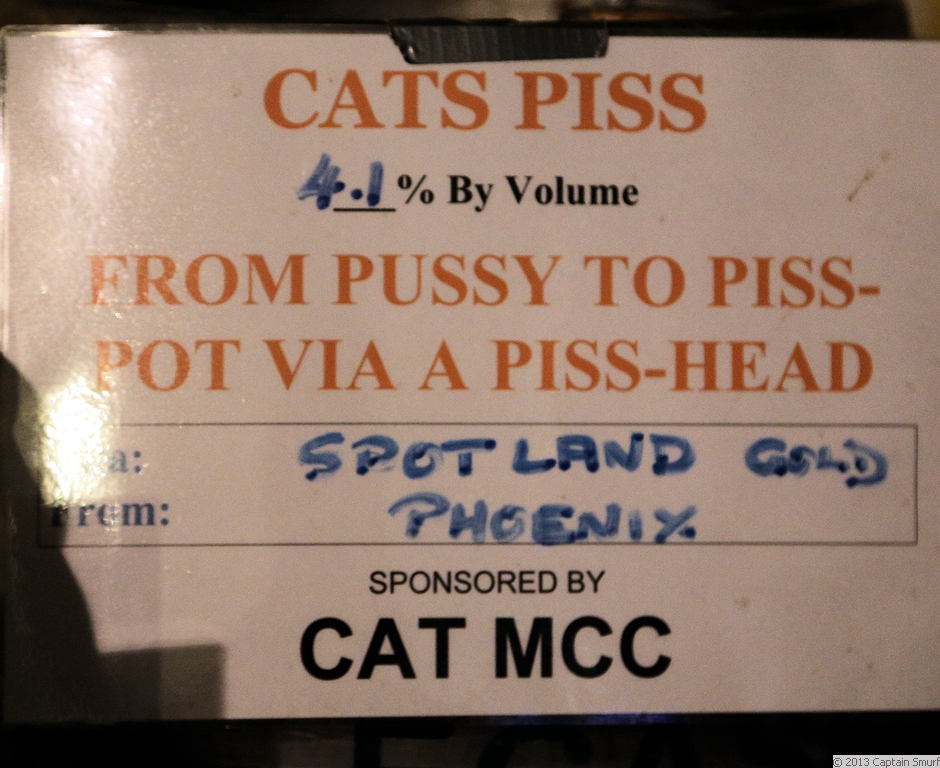 CATS PISS
4.1% By Volume
FROM PUSSY TO PISS-
POT VIA A PISS-HEAD
SPOTLAND GOLD
From: PHOENIX
SPONSORED BY
CAT MCC
© 2013 Captain Smurf